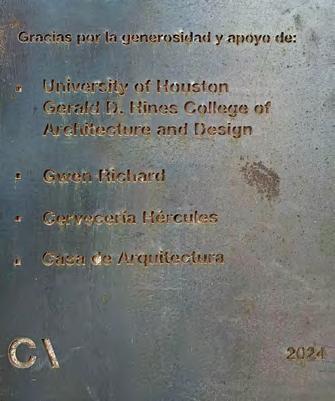 Gracias por la generosidad y apoyo de:
▪ University of Houston
Gerald D. Hines College of
Architecture and Design
▪ Gwen Richard
▪ Cervecería Hércules
▪ Casa de Arquitectura
C\
2024